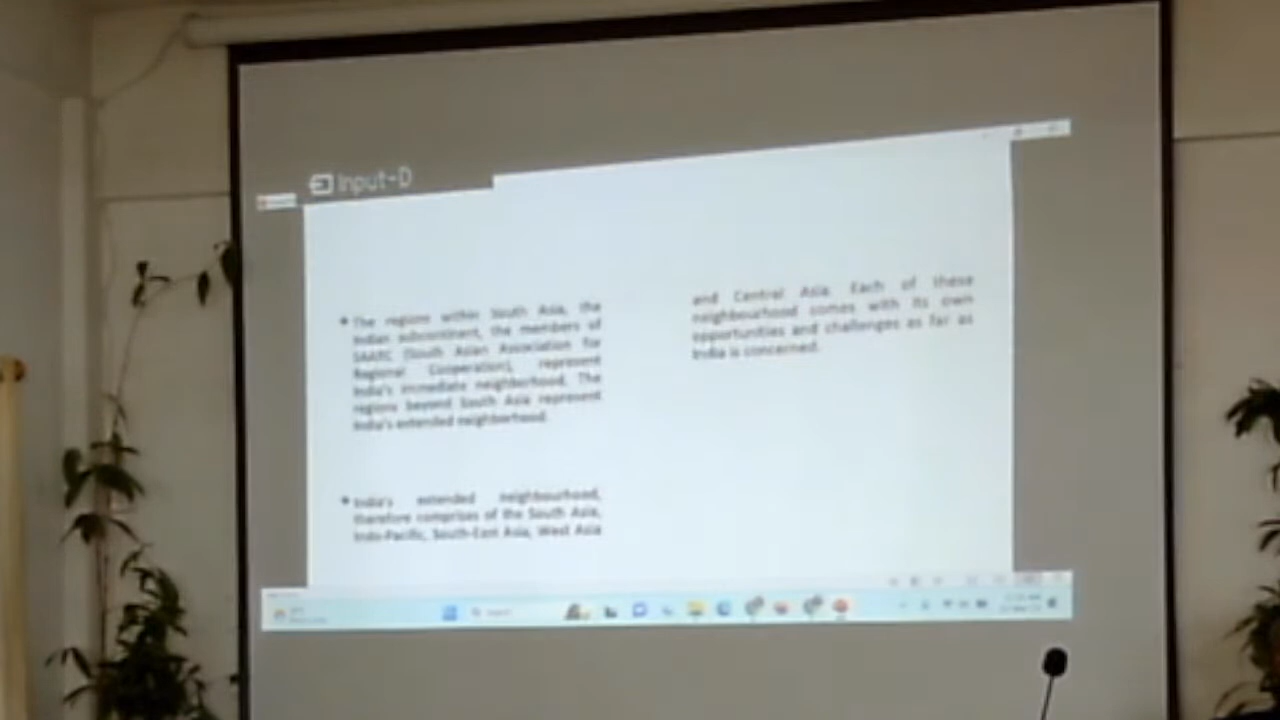 Input-D
• The regions within South Asia, the
Indian subcontinent, the members of
SAARC (South Asian Association for
Regional Cooperation), represent
India's immediate neighborhood. The
regions beyond South Asia represent
India's extended neighborhood.
• India's extended neighbourhood,
therefore comprises of the South Asia,
Indo-Pacific, South-East Asia, West Asia
and Central Asia. Each of these
neighbourhood comes with its own
opportunities and challenges as far as
India is concerned.
Search